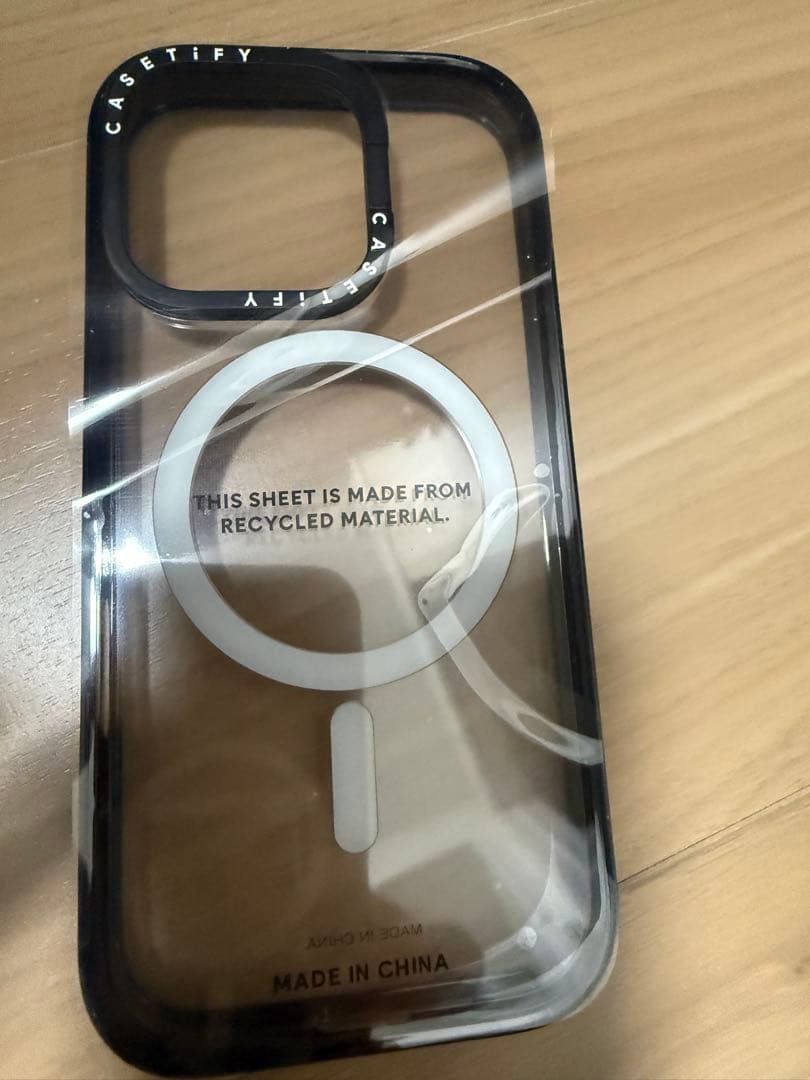 CASETiFY
CASETiFY
THIS SHEET IS MADE FROM
RECYCLED MATERIAL.
MADE IN CHINA
MADE IN CHINA